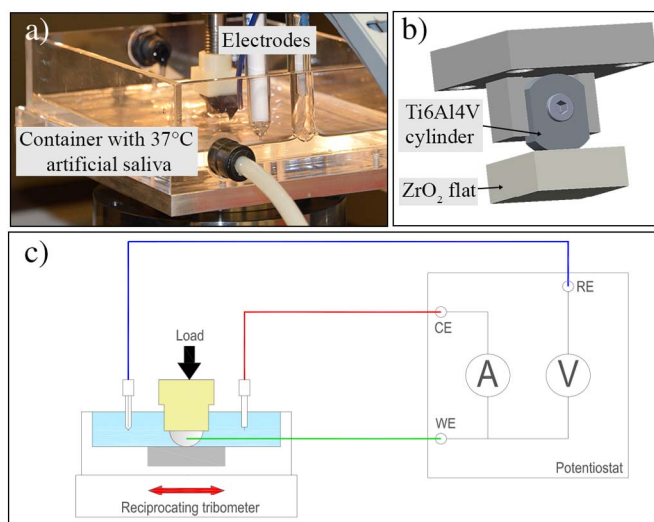 a)
Electrodes
Container with 37°C
artificial saliva
b)
Ti6Al4V
cylinder
ZrO₂ flat
c)
RE
CE
Load
A
V
WE
Potentiostat
Reciprocating tribometer